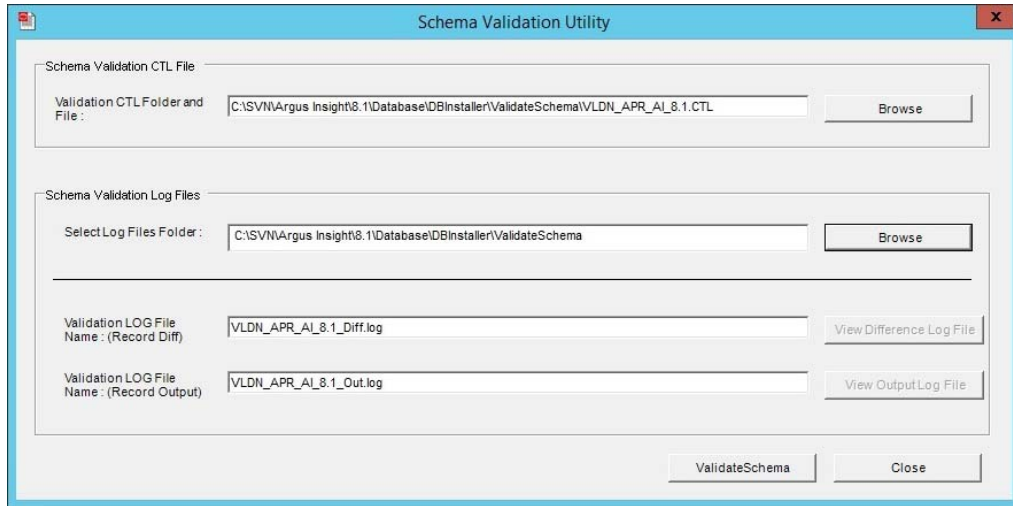 Schema Validation Utility
x
Schema Validation CTL File
Validation CTL Folder and
File :
C:\SVN\Argus Insight\8.1\Database\DBInstaller\ValidateSchema\VLDN_APR_AI_8.1.CTL
Browse
Schema Validation Log Files
Select Log Files Folder :
C:\SVN\Argus Insight\8.1\Database\DBInstaller\ValidateSchema
Browse
Validation LOG File
Name : (Record Diff)
VLDN_APR_AI_8.1_Diff.log
View Difference Log File
Validation LOG File
Name : (Record Output)
VLDN_APR_AI_8.1_Out.log
View Output Log File
ValidateSchema
Close